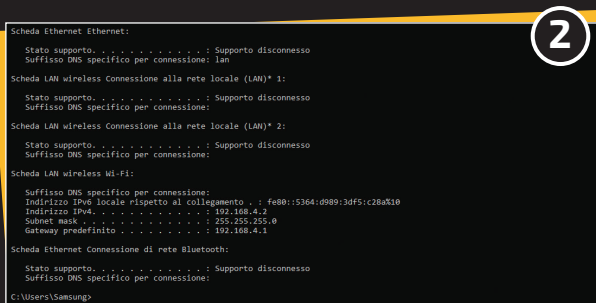 2
Scheda Ethernet Ethernet:
Stato supporto. . . . . . . . . . . . : Supporto disconnesso
Suffisso DNS specifico per connessione: lan
Scheda LAN wireless Connessione alla rete locale (LAN)* 1:
Stato supporto. . . . . . . . . . . . : Supporto disconnesso
Suffisso DNS specifico per connessione:
Scheda LAN wireless Connessione alla rete locale (LAN)* 2:
Stato supporto. . . . . . . . . . . . : Supporto disconnesso
Suffisso DNS specifico per connessione:
Scheda LAN wireless Wi-Fi:
Suffisso DNS specifico per connessione:
Indirizzo IPv6 locale rispetto al collegamento . : fe80::5364:d989:3df5:c28a%10
Indirizzo IPv4. . . . . . . . . . . . : 192.168.4.2
Subnet mask . . . . . . . . . . . . . : 255.255.255.0
Gateway predefinito . . . . . . . . . : 192.168.4.1
Scheda Ethernet Connessione di rete Bluetooth:
Stato supporto. . . . . . . . . . . . : Supporto disconnesso
Suffisso DNS specifico per connessione:
C:\Users\Samsung>